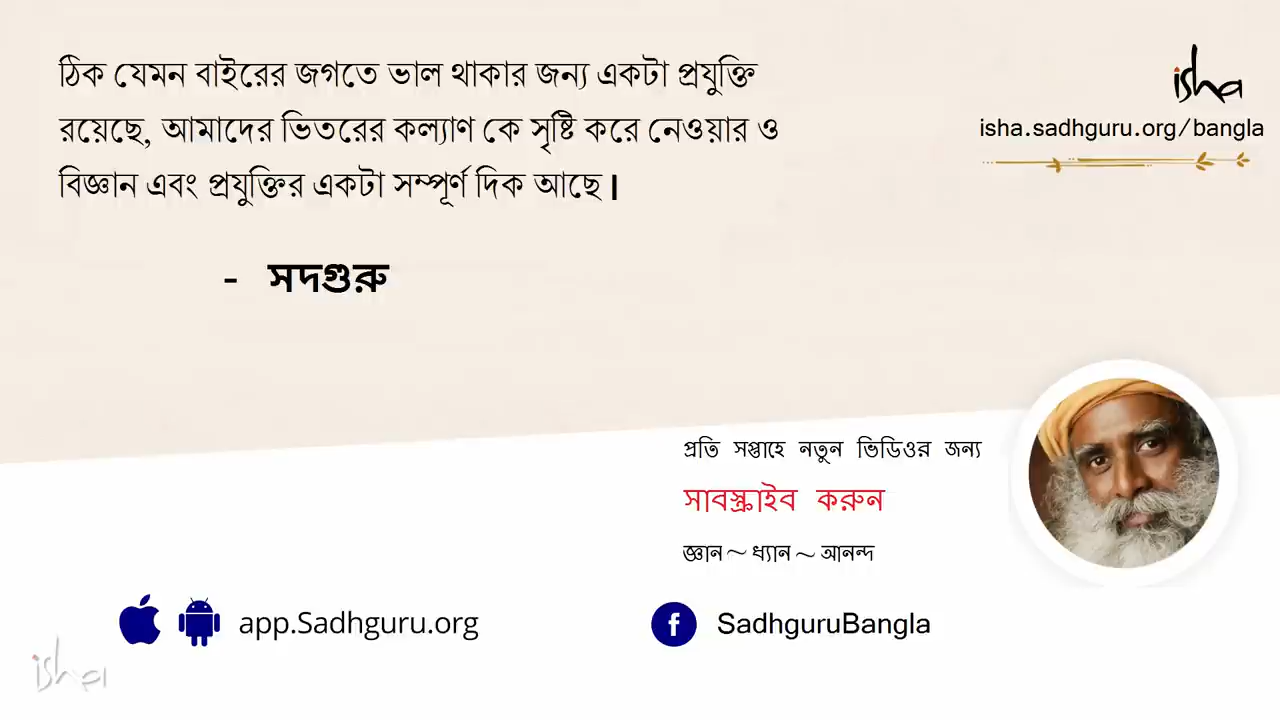 ঠিক যেমন বাইরের জগতে ভাল থাকার জন্য একটা প্রযুক্তি
রয়েছে, আমাদের ভিতরের কল্যাণ কে সৃষ্টি করে নেওয়ার ও
বিজ্ঞান এবং প্রযুক্তির একটা সম্পূর্ণ দিক আছে।
- সদগুরু
isha
isha.sadhguru.org/bangla
প্রতি সপ্তাহে নতুন ভিডিওর জন্য
সাবস্ক্রাইব করুন
জ্ঞান ~ ধ্যান ~ আনন্দ
app.Sadhguru.org
SadhguruBangla
isha